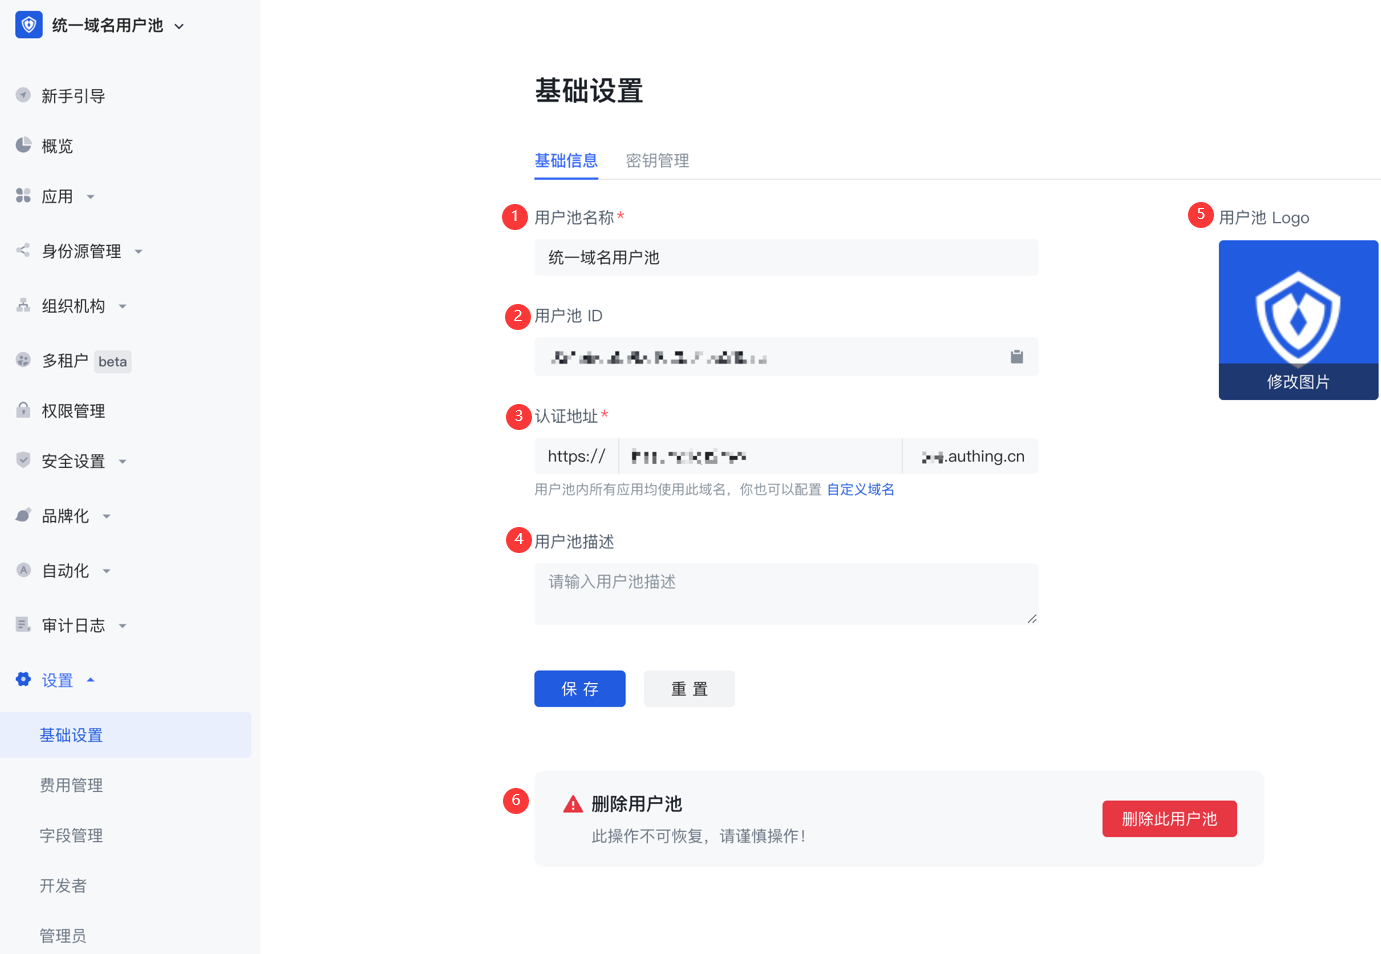 统一域名用户池
新手引导
概览
应用
身份源管理
组织机构
多租户 beta
权限管理
安全设置
品牌化
自动化
审计日志
设置
基础设置
费用管理
字段管理
开发者
管理员
基础设置
基础信息 密钥管理
1 用户池名称*
统一域名用户池
2 用户池 ID
3 认证地址*
https:// .authing.cn
用户池内所有应用均使用此域名，你也可以配置 自定义域名
4 用户池描述
请输入用户池描述
保 存 重 置
5 用户池 Logo
修改图片
6 删除用户池
此操作不可恢复，请谨慎操作！
删除此用户池